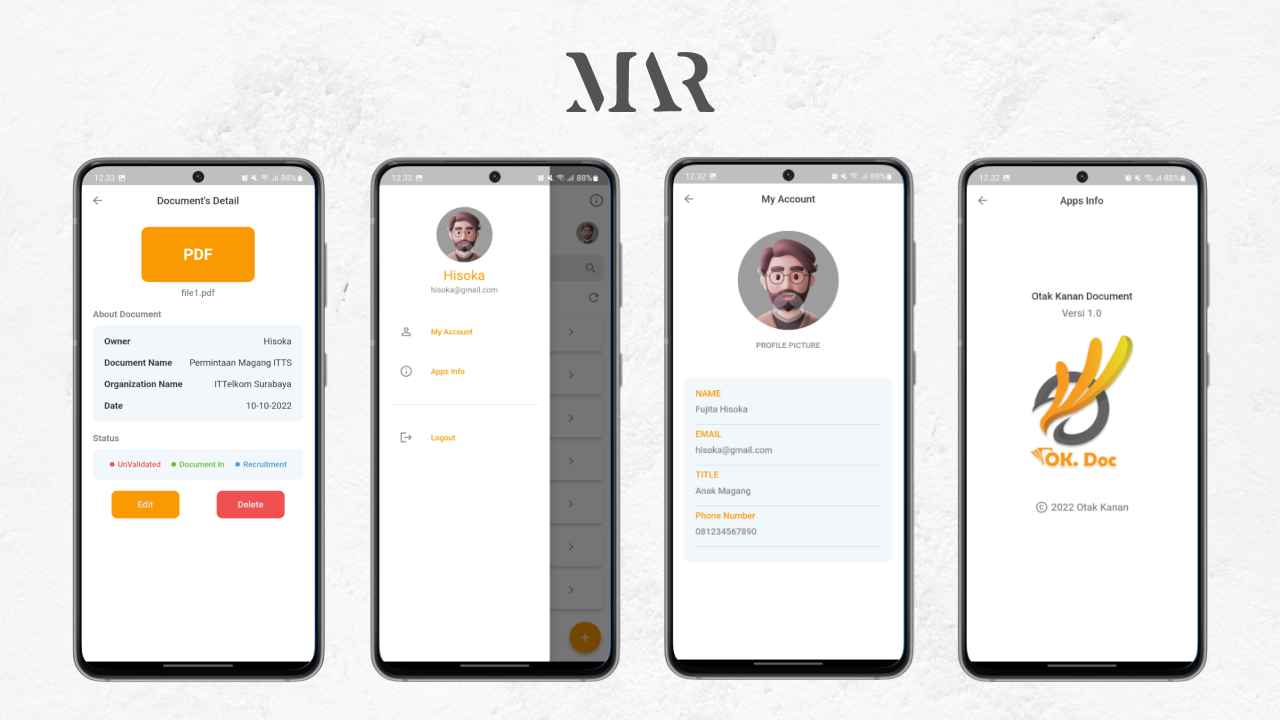 MAR
12.33
88%
Document's Detail
PDF
file1.pdf
About Document
Owner Hisoka
Document Name Permintaan Magang ITTS
Organization Name ITTelkom Surabaya
Date 10-10-2022
Status
UnValidated Document In Recruitment
Edit Delete
12.32
88%
Hisoka
hisoka@gmail.com
My Account
Apps Info
Logout
12.32
88%
My Account
PROFILE PICTURE
NAME
Fujita Hisoka
EMAIL
hisoka@gmail.com
TITLE
Anak Magang
Phone Number
081234567890
12.32
88%
Apps Info
Otak Kanan Document
Versi 1.0
OK. Doc
© 2022 Otak Kanan